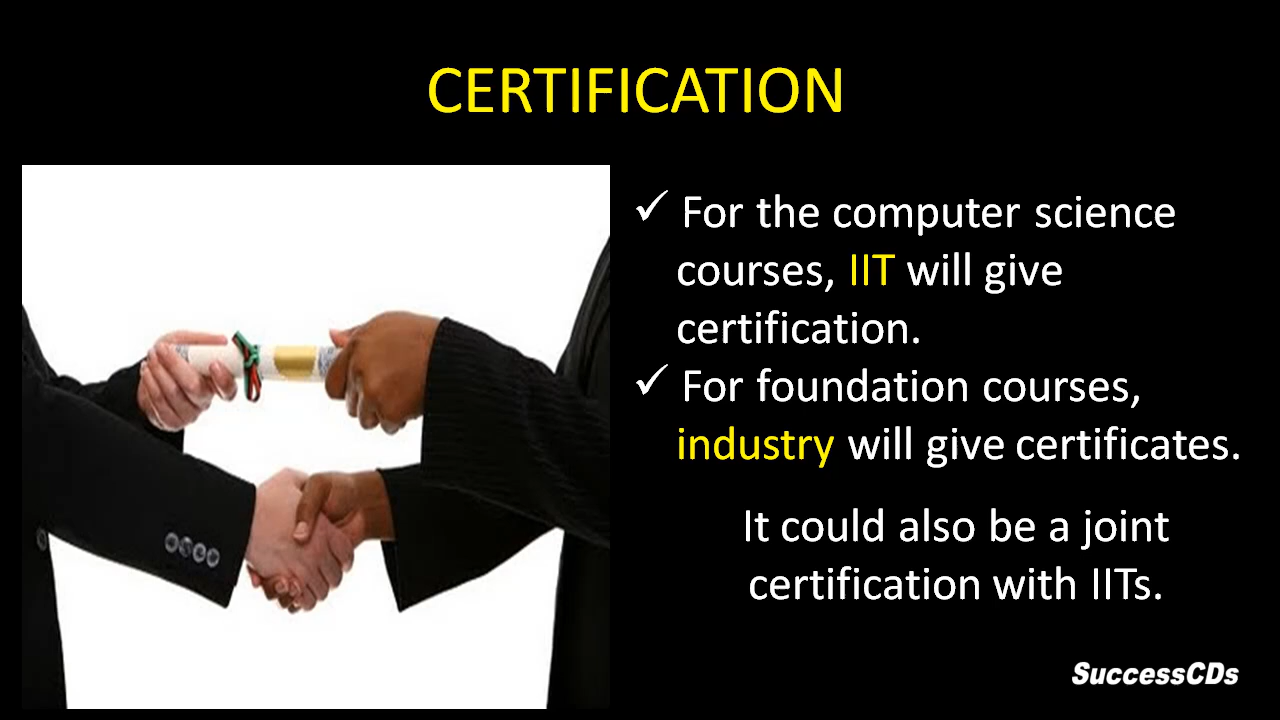 CERTIFICATION
✓ For the computer science
courses, IIT will give
certification.
✓ For foundation courses,
industry will give certificates.
It could also be a joint
certification with IITs.
SuccessCDs